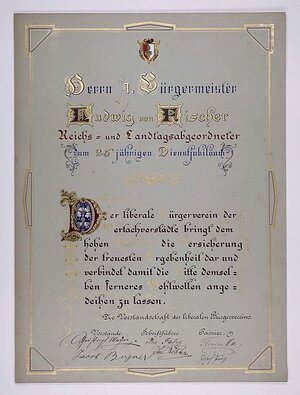 Herrn 1. Bürgermeister
Ludwig von Fischer
Reichs- und Landtagsabgeordneter
zum 25 jährigen Dienstjubiläum.
Der liberale Bürgerverein der
Wertachvorstädte bringt dem
hohen die Versicherung
der treuesten Ergebenheit dar und
verbindet damit die Bitte demsel-
ben ferneres Wohlwollen ange-
deihen zu lassen.
Die Vorstandschaft des liberalen Bürgervereins.
Vorstände. Schriftführer. Cassier.
Jacob